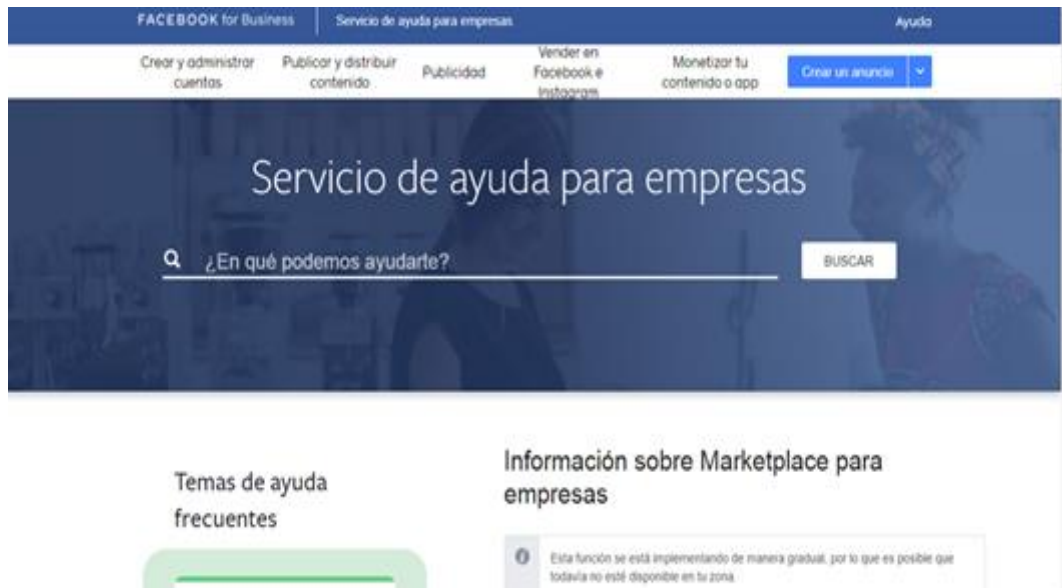 FACEBOOK for Business
Servicio de ayuda para empresas
Ayuda
Crear y administrar
cuentas
Publicar y distribuir
contenido
Publicidad
Vender en
Facebook e
Instagram
Monetizar tu
contenido o app
Crear un anuncio
Servicio de ayuda para empresas
¿En qué podemos ayudarte?
BUSCAR
Temas de ayuda
frecuentes
Información sobre Marketplace para
empresas
Esta función se está implementando de manera gradual, por lo que es posible que
todavía no esté disponible en tu zona